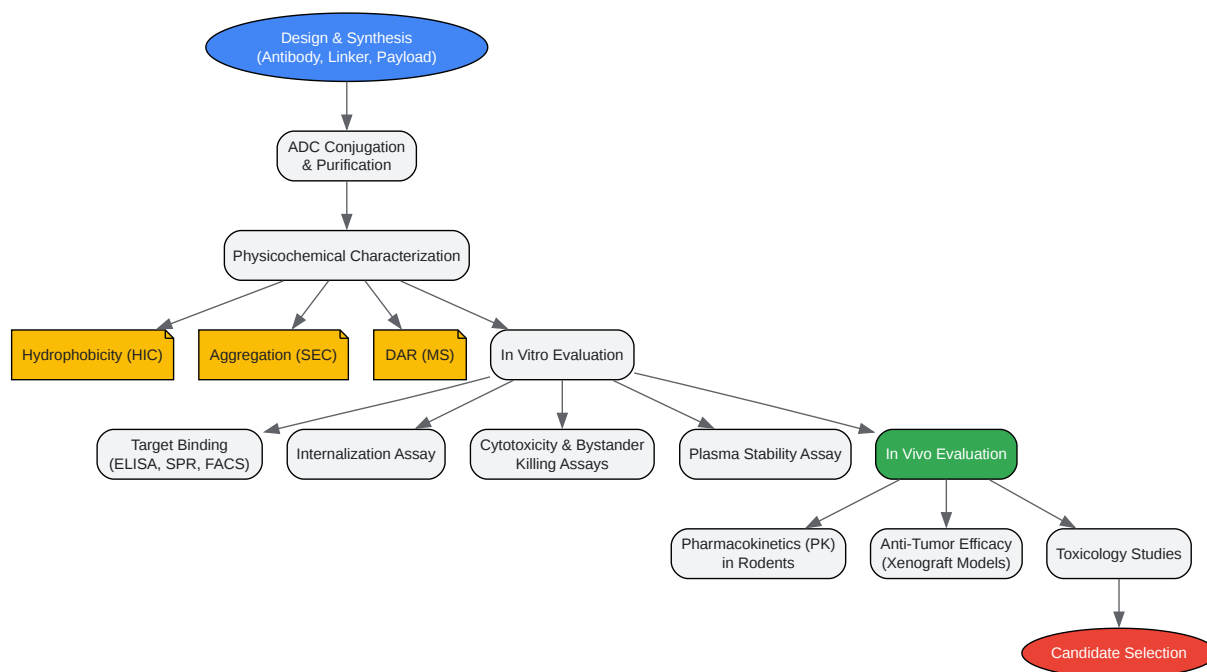 Design & Synthesis
(Antibody, Linker, Payload)
ADC Conjugation
& Purification
Physicochemical Characterization
Hydrophobicity (HIC)
Aggregation (SEC)
DAR (MS)
In Vitro Evaluation
Target Binding
(ELISA, SPR, FACS)
Internalization Assay
Cytotoxicity & Bystander
Killing Assays
Plasma Stability Assay
In Vivo Evaluation
Pharmacokinetics (PK)
in Rodents
Anti-Tumor Efficacy
(Xenograft Models)
Toxicology Studies
Candidate Selection